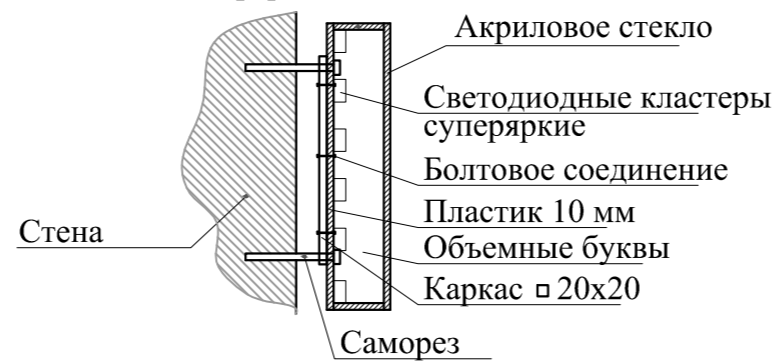 Акриловое стекло
Светодиодные кластеры
суперяркие
Болтовое соединение
Пластик 10 мм
Стена
Объемные буквы
Каркас □ 20х20
Саморез